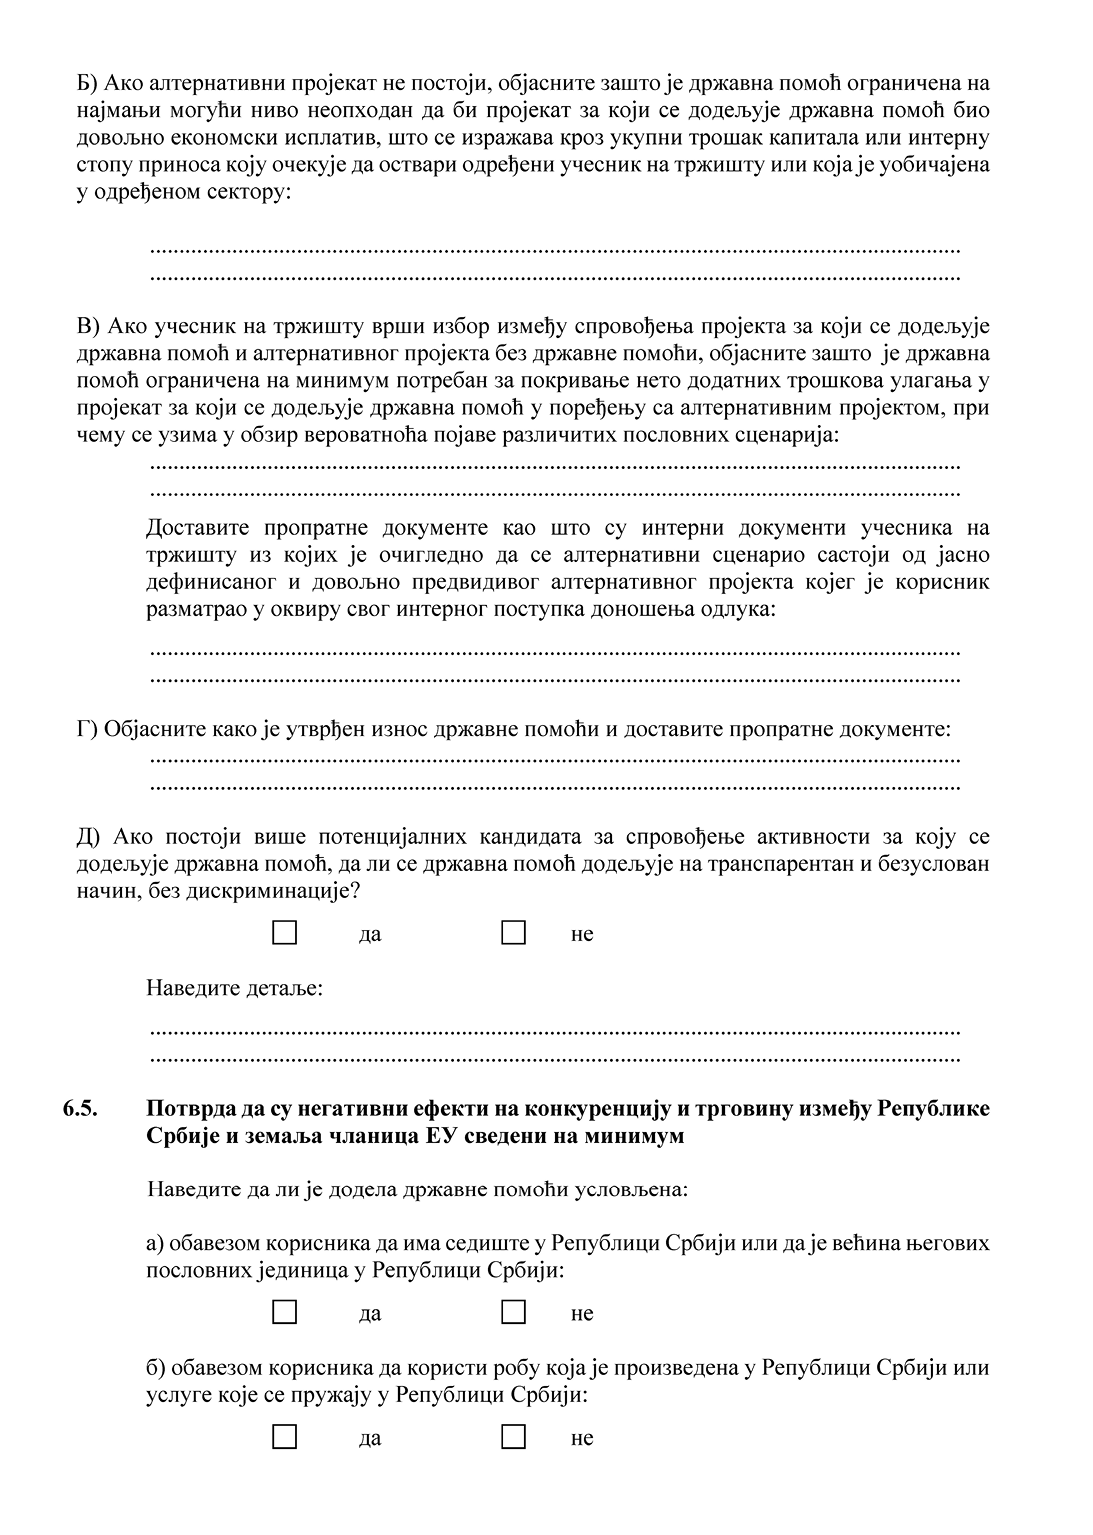 Б) Ако алтернативни пројекат не постоји, објасните зашто је државна помоћ ограничена на
најмањи могући ниво неопходан да би пројекат за који се додељује државна помоћ био
довољно економски исплатив, што се изражава кроз укупни трошак капитала или интерну
стопу приноса коју очекује да оствари одређени учесник на тржишту или која је уобичајена
у одређеном сектору:
В) Ако учесник на тржишту врши избор између спровођења пројекта за који се додељује
државна помоћ и алтернативног пројекта без државне помоћи, објасните зашто је државна
помоћ ограничена на минимум потребан за покривање нето додатних трошкова улагања у
пројекат за који се додељује државна помоћ у поређењу са алтернативним пројектом, при
чему се узима у обзир вероватноћа појаве различитих пословних сценарија:
Доставите пропратне документе као што су интерни документи учесника на
тржишту из којих је очигледно да се алтернативни сценарио састоји од јасно
дефинисаног и довољно предвидивог алтернативног пројекта којег је корисник
разматрао у оквиру свог интерног поступка доношења одлука:
Г) Објасните како је утврђен износ државне помоћи и доставите пропратне документе:
Д) Ако постоји више потенцијалних кандидата за спровођење активности за коју се
додељује државна помоћ, да ли се државна помоћ додељује на транспарентан и безуслован
начин, без дискриминације?
да не
Наведите детаље:
6.5. Потврда да су негативни ефекти на конкуренцију и трговину између Републике
Србије и земаља чланица ЕУ сведени на минимум
Наведите да ли је додела државне помоћи условљена:
а) обавезом корисника да има седиште у Републици Србији или да је већина његових
пословних јединица у Републици Србији:
да не
б) обавезом корисника да користи робу која је произведена у Републици Србији или
услуге које се пружају у Републици Србији:
да не